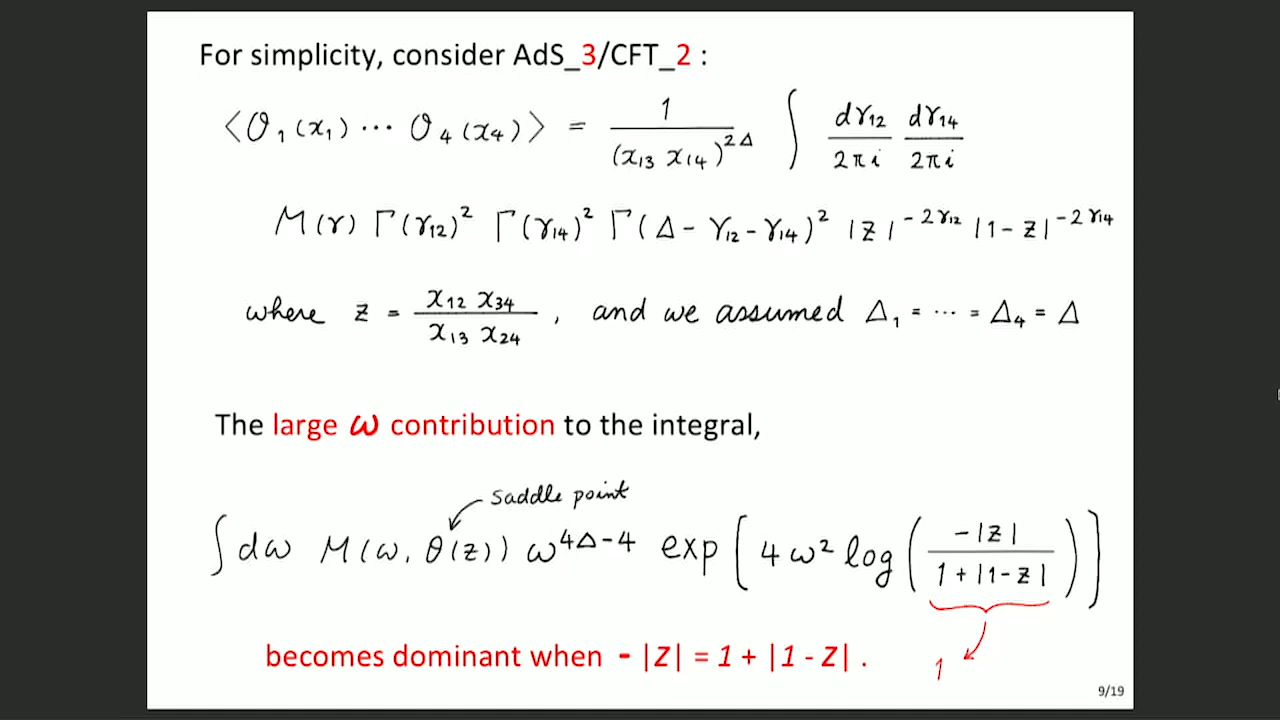 For simplicity, consider AdS_3/CFT_2 :
⟨O₁(x₁) ⋯ O₄(x₄)⟩ = 1/(x₁₃ x₁₄)^{2Δ} ∫ dγ₁₂/2πi dγ₁₄/2πi
M(γ) Γ(γ₁₂)² Γ(γ₁₄)² Γ(Δ - γ₁₂ - γ₁₄)² |z|^{-2γ₁₂} |1-z|^{-2γ₁₄}
where z = x₁₂ x₃₄ / x₁₃ x₂₄ , and we assumed Δ₁ = ⋯ = Δ₄ = Δ
The large ω contribution to the integral,
saddle point
∫ dω M(ω, θ(z)) ω^{4Δ-4} exp [ 4ω² log ( -|z| / 1 + |1-z| ) ]
becomes dominant when - |z| = 1 + |1 - z| .
1
9/19